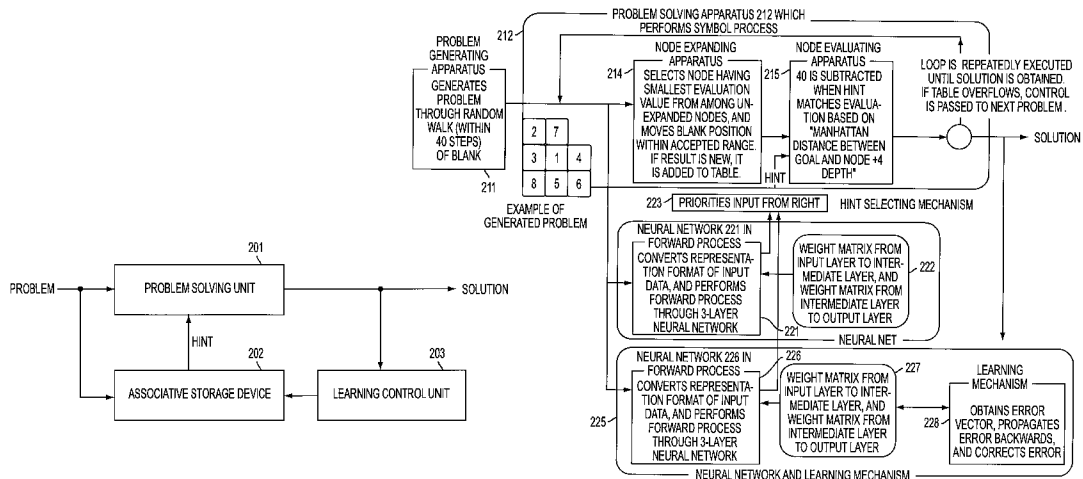 PROBLEM SOLVING APPARATUS 212 WHICH
PERFORMS SYMBOL PROCESS
212
PROBLEM
GENERATING
APPARATUS
GENERATES
PROBLEM
THROUGH RANDOM
WALK (WITHIN
40 STEPS)
OF BLANK
211
2 7
3 1 4
8 5 6
EXAMPLE OF
GENERATED PROBLEM
NODE EXPANDING
APPARATUS
214
SELECTS NODE HAVING
SMALLEST EVALUATION
VALUE FROM AMONG UN-
EXPANDED NODES, AND
MOVES BLANK POSITION
WITHIN ACCEPTED RANGE.
IF RESULT IS NEW, IT
IS ADDED TO TABLE.
NODE EVALUATING
APPARATUS
215
40 IS SUBTRACTED
WHEN HINT
MATCHES EVALUA-
TION BASED ON
"MANHATTAN
DISTANCE BETWEEN
GOAL AND NODE +4
DEPTH"
HINT
LOOP IS REPEATEDLY EXECUTED
UNTIL SOLUTION IS OBTAINED.
IF TABLE OVERFLOWS, CONTROL
IS PASSED TO NEXT PROBLEM.
SOLUTION
223
PRIORITIES INPUT FROM RIGHT
HINT SELECTING MECHANISM
NEURAL NETWORK 221 IN
FORWARD PROCESS
CONVERTS REPRESENTA-
TION FORMAT OF INPUT
DATA, AND PERFORMS
FORWARD PROCESS
THROUGH 3-LAYER
NEURAL NETWORK
221
WEIGHT MATRIX FROM
INPUT LAYER TO INTER-
MEDIATE LAYER, AND
WEIGHT MATRIX FROM
INTERMEDIATE LAYER
TO OUTPUT LAYER
222
NEURAL NET
NEURAL NETWORK 226 IN
FORWARD PROCESS
226
CONVERTS REPRESENTA-
TION FORMAT OF INPUT
DATA, AND PERFORMS
FORWARD PROCESS
THROUGH 3-LAYER
NEURAL NETWORK
225
227
WEIGHT MATRIX FROM
INPUT LAYER TO INTER-
MEDIATE LAYER, AND
WEIGHT MATRIX FROM
INTERMEDIATE LAYER
TO OUTPUT LAYER
LEARNING
MECHANISM
OBTAINS ERROR
VECTOR, PROPAGATES
ERROR BACKWARDS,
AND CORRECTS ERROR
228
NEURAL NETWORK AND LEARNING MECHANISM
201
PROBLEM
PROBLEM SOLVING UNIT
SOLUTION
HINT
202
203
ASSOCIATIVE STORAGE DEVICE
LEARNING CONTROL UNIT